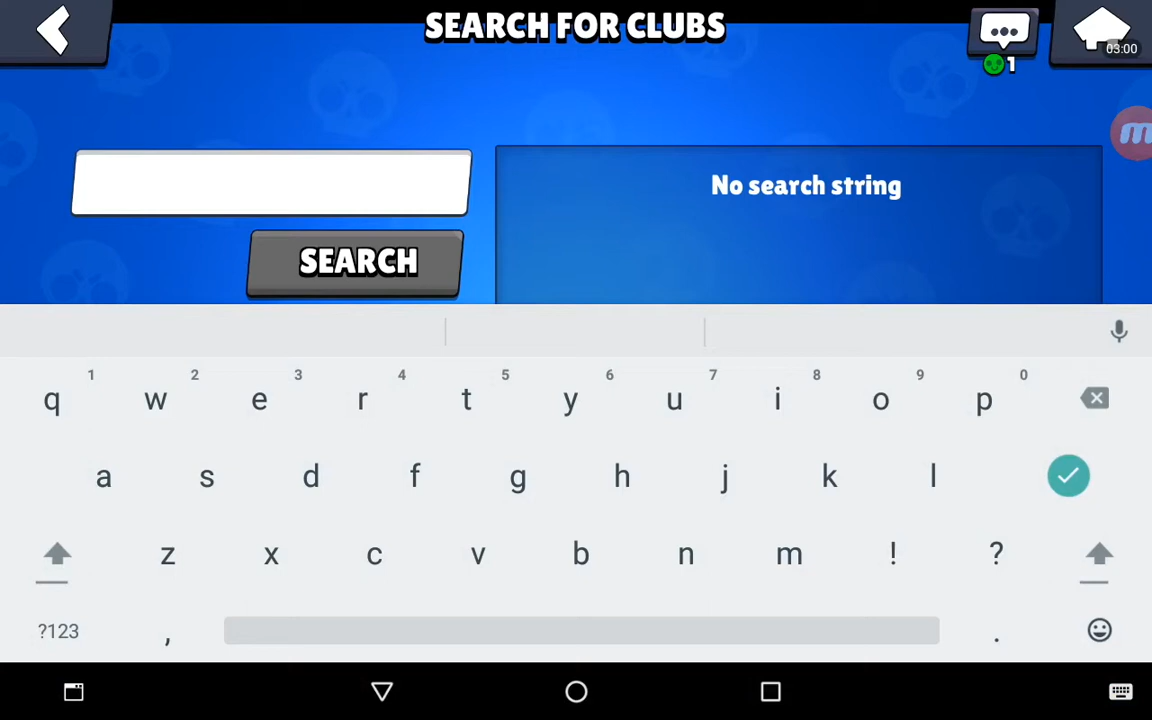 SEARCH FOR CLUBS
1
03:00
No search string
SEARCH
1 2 3 4 5 6 7 8 9 0
q w e r t y u i o p
a s d f g h j k l
z x c v b n m ! ?
?123 , .